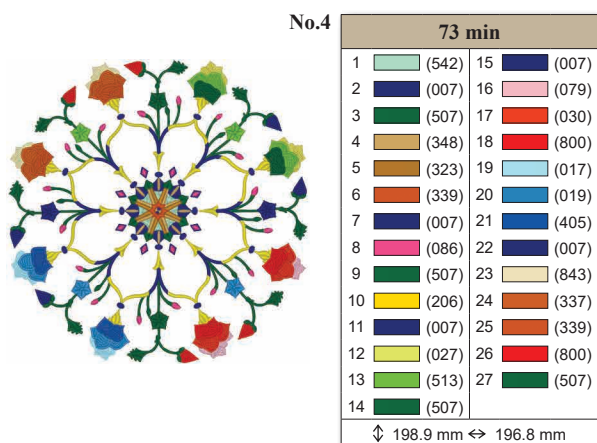 No.4
73 min
1 (542) 15 (007)
2 (007) 16 (079)
3 (507) 17 (030)
4 (348) 18 (800)
5 (323) 19 (017)
6 (339) 20 (019)
7 (007) 21 (405)
8 (086) 22 (007)
9 (507) 23 (843)
10 (206) 24 (337)
11 (007) 25 (339)
12 (027) 26 (800)
13 (513) 27 (507)
14 (507)
↕ 198.9 mm ↔ 196.8 mm